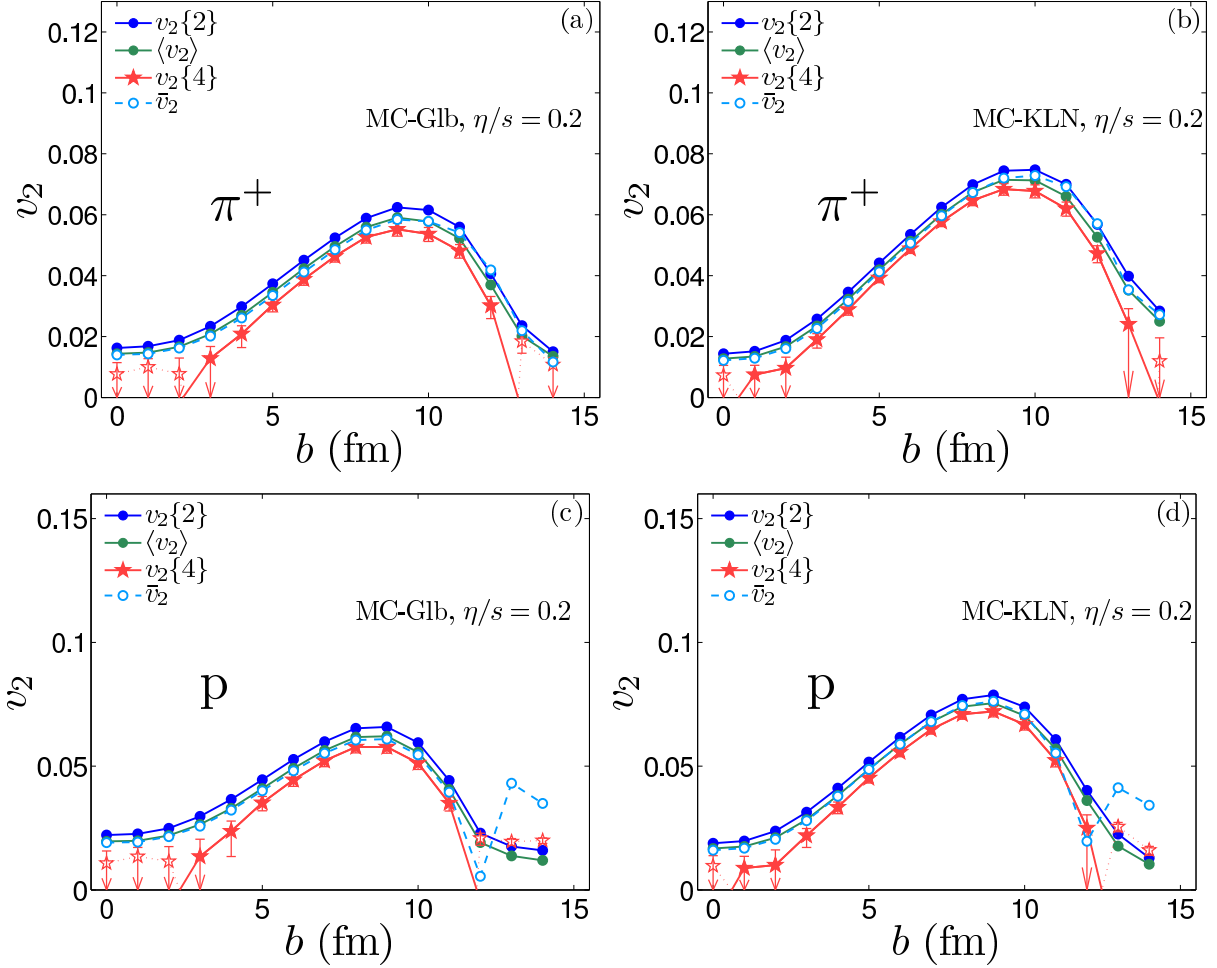 (a)
v₂{2}
⟨v₂⟩
v₂{4}
v̄₂
MC-Glb, η/s = 0.2
π⁺
v₂
0.12
0.1
0.08
0.06
0.04
0.02
0
0 5 10 15
b (fm)
(b)
v₂{2}
⟨v₂⟩
v₂{4}
v̄₂
MC-KLN, η/s = 0.2
π⁺
v₂
0.12
0.1
0.08
0.06
0.04
0.02
0
0 5 10 15
b (fm)
(c)
v₂{2}
⟨v₂⟩
v₂{4}
v̄₂
MC-Glb, η/s = 0.2
p
v₂
0.15
0.1
0.05
0
0 5 10 15
b (fm)
(d)
v₂{2}
⟨v₂⟩
v₂{4}
v̄₂
MC-KLN, η/s = 0.2
p
v₂
0.15
0.1
0.05
0
0 5 10 15
b (fm)